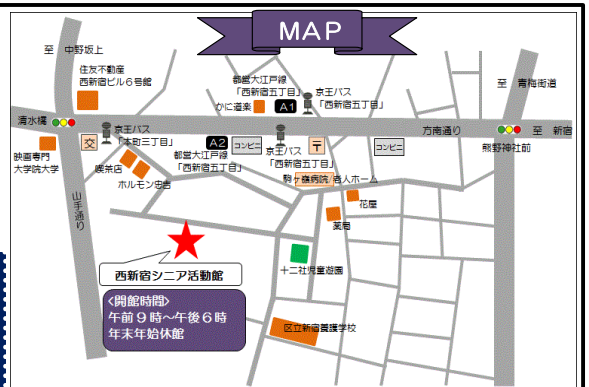 MAP
至 中野坂上
住友不動産
西新宿ビル6号館
都営大江戸線
「西新宿五丁目」
京王バス
「西新宿五丁目」
至 青梅街道
かに道楽
A1
清水橋
京王バス
「本町三丁目」
方南通り
至 新宿
交
A2
コンビニ
〒
コンビニ
熊野神社前
映画専門
大学院大学
喫茶店
都営大江戸線
「西新宿五丁目」
京王バス
「西新宿五丁目」
ホルモン忠吉
駒ヶ嶺病院/老人ホーム
花屋
山手通り
薬局
西新宿シニア活動館
十二社児童遊園
<開館時間>
午前9時~午後6時
年末年始休館
区立新宿養護学校